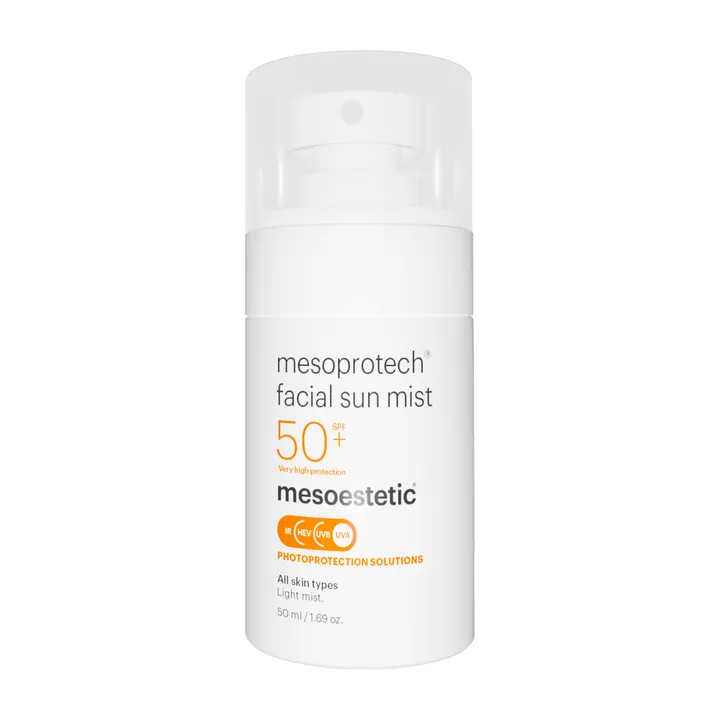 mesoprotech®
facial sun mist
50+ SPF
Very high protection
mesoestetic®
IR HEV UVB UVA
PHOTOPROTECTION SOLUTIONS
All skin types
Light mist.
50 ml / 1.69 oz.